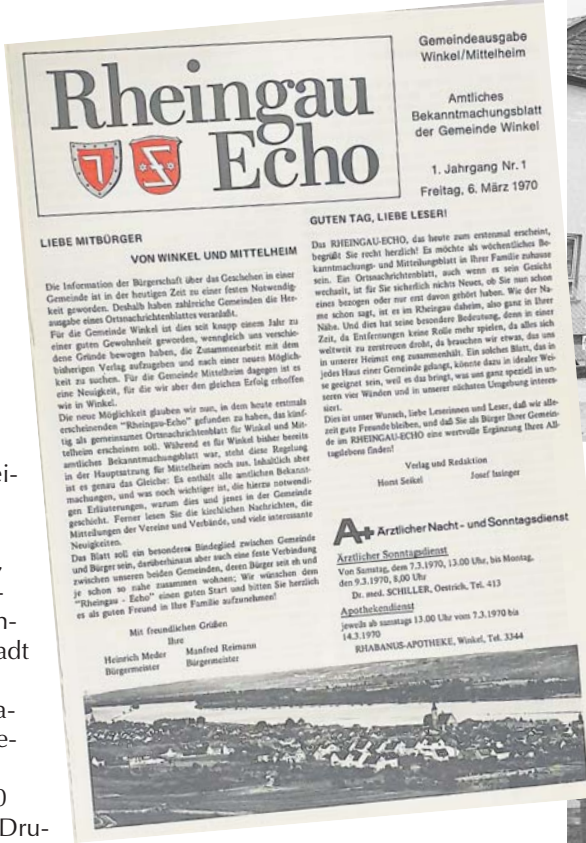 Rheingau
Echo
Gemeindeausgabe
Winkel/Mittelheim
Amtliches
Bekanntmachungsblatt
der Gemeinde Winkel
1. Jahrgang Nr. 1
Freitag, 6. März 1970
LIEBE MITBÜRGER
VON WINKEL UND MITTELHEIM
Die Information der Bürgerschaft über das Geschehen in einer
Gemeinde ist in der heutigen Zeit zu einer festen Notwendig-
keit geworden. Deshalb haben zahlreiche Gemeinden die Her-
ausgabe eines Ortsnachrichtenblattes veranlaßt.
Für die Gemeinde Winkel ist dies seit knapp einem Jahr zu
einer guten Gewohnheit geworden, wenngleich uns verschie-
dene Gründe bewogen haben, die Zusammenarbeit mit dem
bisherigen Verlag aufzugeben und nach einer neuen Möglich-
keit zu suchen. Für die Gemeinde Mittelheim dagegen ist es
eine Neuigkeit, für die wir aber den gleichen Erfolg erhoffen
wie in Winkel.
Die neue Möglichkeit glauben wir nun, in dem heute erstmals
erscheinenden "Rheingau-Echo" gefunden zu haben, das künf-
tig als gemeinsames Ortsnachrichtenblatt für Winkel und Mit-
telheim erscheinen soll. Während es für Winkel bisher bereits
amtliches Bekanntmachungsblatt war, steht diese Regelung
in der Hauptsatzung für Mittelheim noch aus. Inhaltlich aber
ist es genau das Gleiche: Es enthält alle amtlichen Bekannt-
machungen, und was noch wichtiger ist, die hierzu notwendi-
gen Erläuterungen, warum dies und jenes in der Gemeinde
geschieht. Ferner lesen Sie die kirchlichen Nachrichten, die
Mitteilungen der Vereine und Verbände, und viele interessante
Neuigkeiten.
Das Blatt soll ein besonderes Bindeglied zwischen Gemeinde
und Bürger sein, darüberhinaus aber auch eine feste Verbindung
zwischen unseren beiden Gemeinden, deren Bürger seit eh und
je schon so nahe zusammen wohnen; Wir wünschen dem
"Rheingau - Echo" einen guten Start und bitten Sie herzlich
es als guten Freund in Ihre Familie aufzunehmen!
Mit freundlichen Grüßen
Ihre
Heinrich Meder Manfred Reimann
Bürgermeister Bürgermeister
GUTEN TAG, LIEBE LESER!
Das RHEINGAU-ECHO, das heute zum erstenmal erscheint,
begrüßt Sie recht herzlich! Es möchte als wöchentliches Be-
kanntmachungs- und Mitteilungsblatt in Ihrer Familie zuhause
sein. Ein Ortsnachrichtenblatt, auch wenn es sein Gesicht
wechselt, ist für Sie sicherlich nichts Neues, ob Sie nun schon
eines bezogen oder nur erst davon gehört haben. Wie der Na-
me schon sagt, ist es im Rheingau daheim, also ganz in Ihrer
Nähe. Und dies hat seine besondere Bedeutung, denn in einer
Zeit, da Entfernungen keine Rolle mehr spielen, da alles sich
weltweit zu zerstreuen droht, da brauchen wir etwas, das uns
in unserer Heimat eng zusammenhält. Ein solches Blatt, das in
jedes Haus einer Gemeinde gelangt, könnte dazu in idealer Wei-
se geeignet sein, weil es das bringt, was uns ganz speziell in un-
seren vier Wänden und in unserer nächsten Umgebung interes-
siert.
Dies ist unser Wunsch, liebe Leserinnen und Leser, daß wir alle-
zeit gute Freunde bleiben, und daß Sie als Bürger Ihrer Gemein-
de im RHEINGAU-ECHO eine wertvolle Ergänzung Ihres All-
tagslebens finden!
Verlag und Redaktion
Horst Seikel Josef Issinger
A+ Ärztlicher Nacht- und Sonntagsdienst
Ärztlicher Sonntagsdienst
Von Samstag, dem 7.3.1970, 13.00 Uhr, bis Montag,
den 9.3.1970, 8,00 Uhr
Dr. med. SCHILLER, Oestrich, Tel. 413
Apothekendienst
jeweils ab samstags 13.00 Uhr vom 7.3.1970 bis
14.3.1970
RHABANUS-APOTHEKE, Winkel, Tel. 3344
ei-
adt
a-
e-
0
Dru-